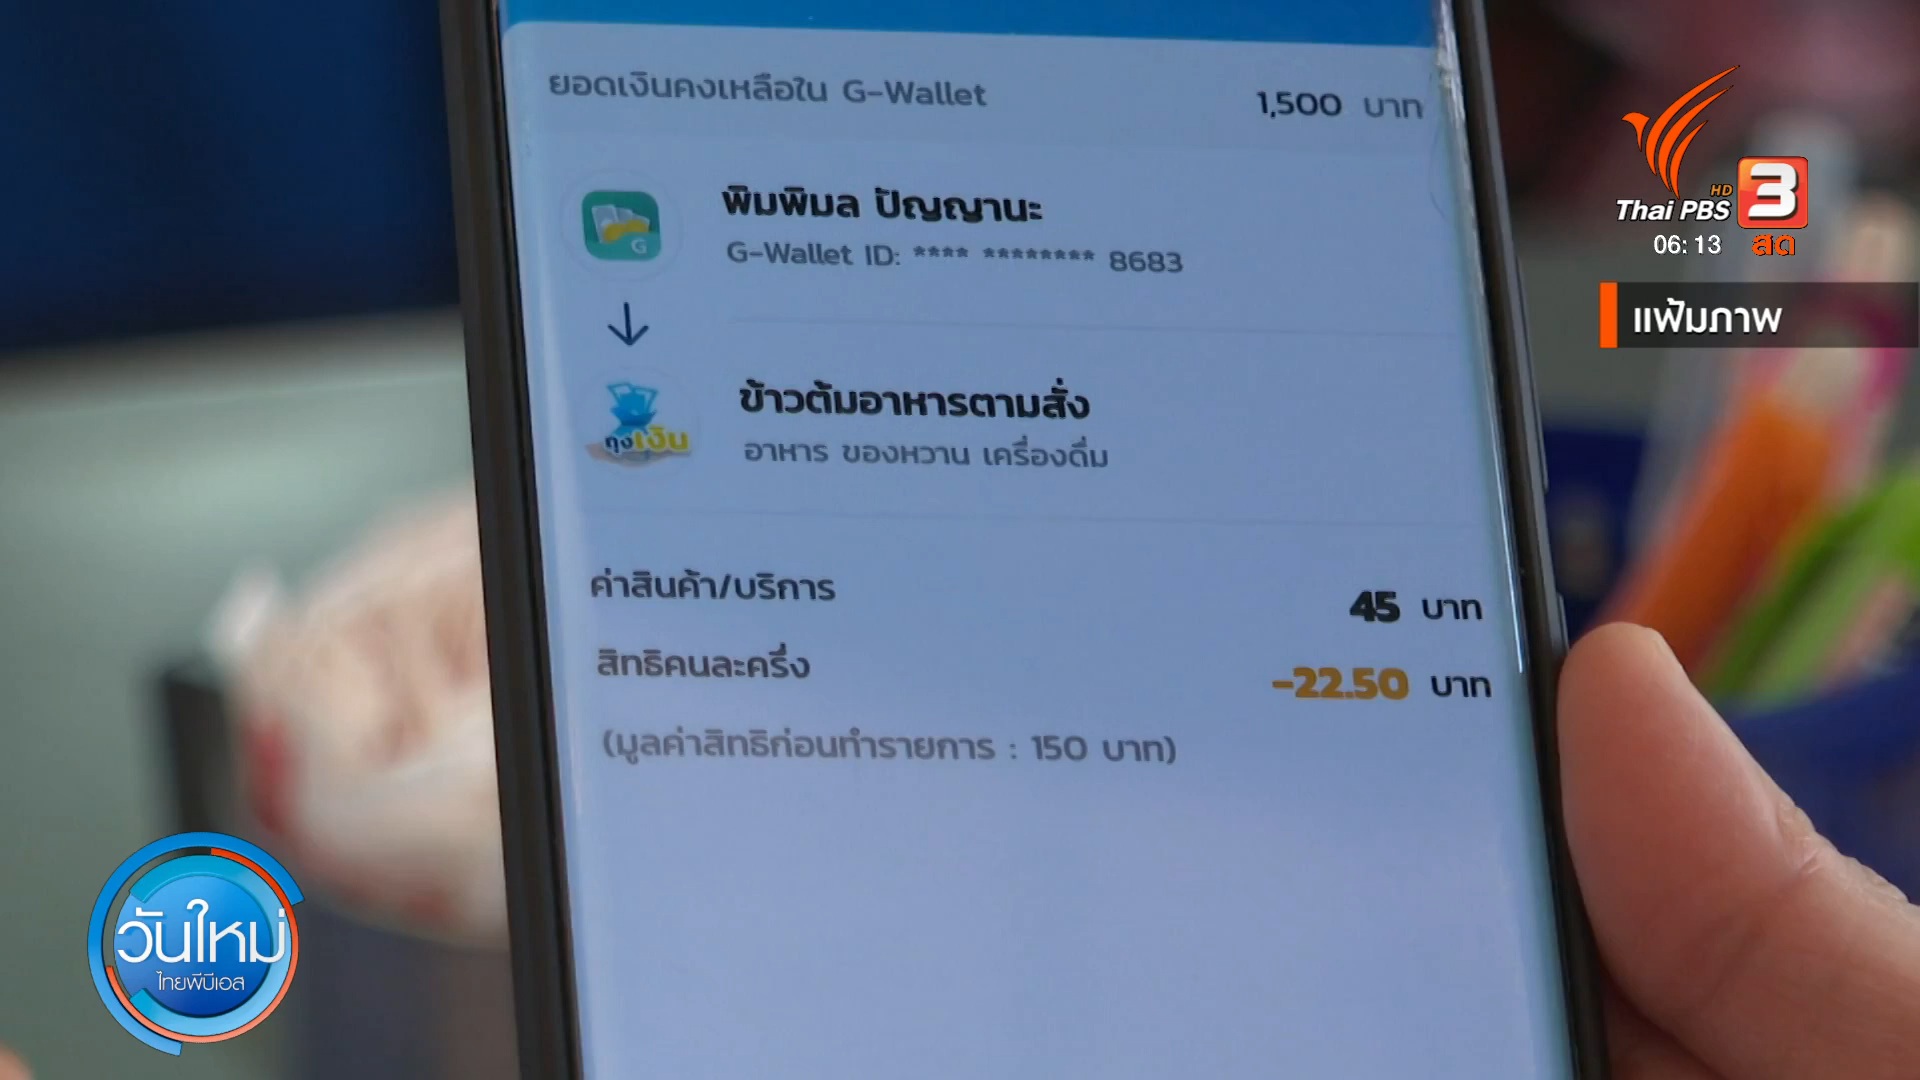 ยอดเงินคงเหลือใน G-Wallet 1,500 บาท
พิมพิมล ปัญญานะ
G-Wallet ID: **** ******** 8683
G
ข้าวต้มอาหารตามสั่ง
ถุงเงิน
อาหาร ของหวาน เครื่องดื่ม
ค่าสินค้า/บริการ 45 บาท
สิทธิคนละครึ่ง -22.50 บาท
(มูลค่าสิทธิก่อนทำรายการ : 150 บาท)
HD
Thai PBS 3
06:13 สด
แฟ้มภาพ
วันใหม่
ไทยพีบีเอส